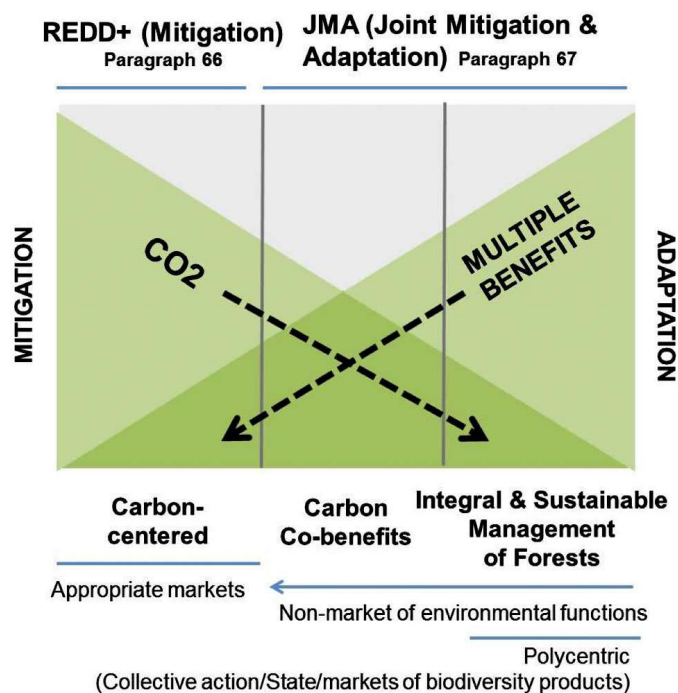 REDD+ (Mitigation)
Paragraph 66
JMA (Joint Mitigation &
Adaptation) Paragraph 67
MITIGATION
CO2
MULTIPLE
BENEFITS
ADAPTATION
Carbon-
centered
Carbon
Co-benefits
Integral & Sustainable
Management
of Forests
Appropriate markets
Non-market of environmental functions
Polycentric
(Collective action/State/markets of biodiversity products)